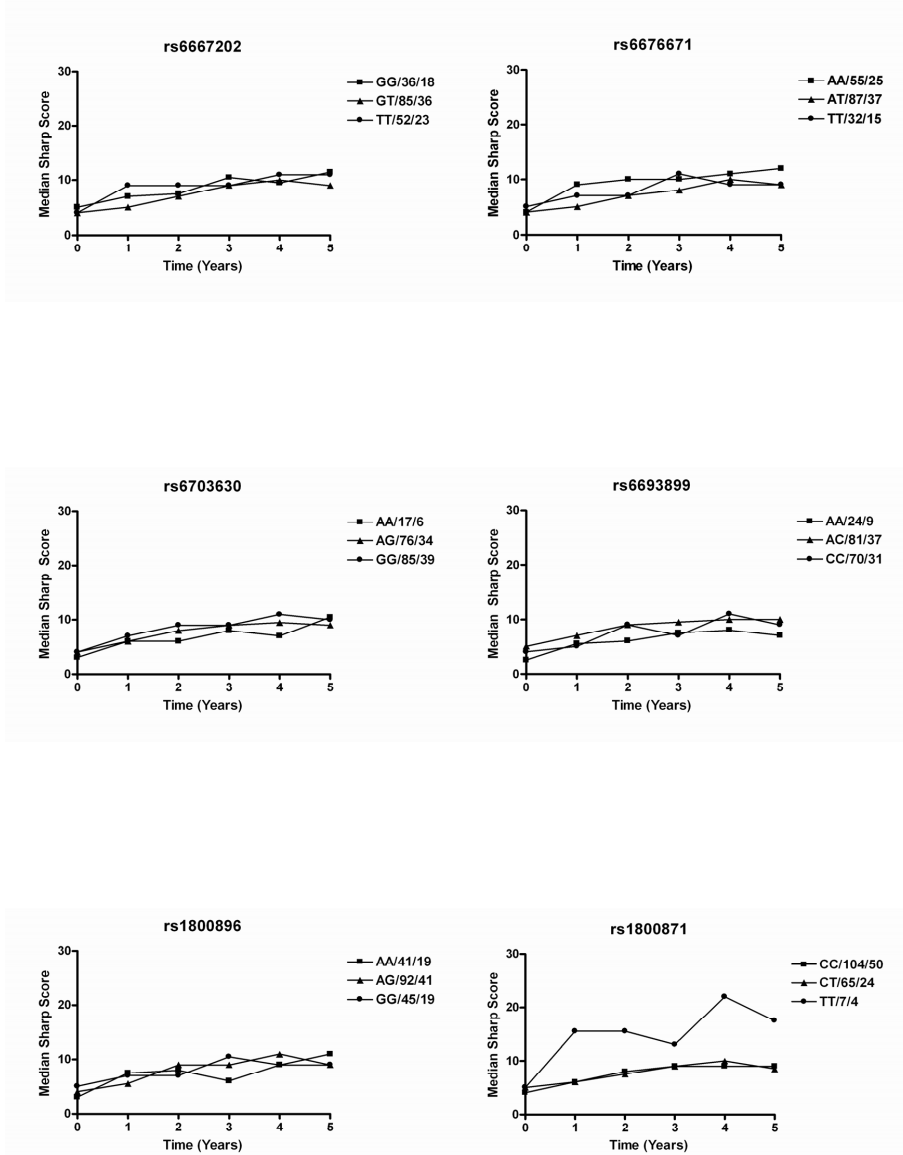 rs6667202
30
20
10
0
Median Sharp Score
0 1 2 3 4 5
Time (Years)
GG/36/18
GT/85/36
TT/52/23
rs6676671
30
20
10
0
Median Sharp Score
0 1 2 3 4 5
Time (Years)
AA/55/25
AT/87/37
TT/32/15
rs6703630
30
20
10
0
Median Sharp Score
0 1 2 3 4 5
Time (Years)
AA/17/6
AG/76/34
GG/85/39
rs6693899
30
20
10
0
Median Sharp Score
0 1 2 3 4 5
Time (Years)
AA/24/9
AC/81/37
CC/70/31
rs1800896
30
20
10
0
Median Sharp Score
0 1 2 3 4 5
Time (Years)
AA/41/19
AG/92/41
GG/45/19
rs1800871
30
20
10
0
Median Sharp Score
0 1 2 3 4 5
Time (Years)
CC/104/50
CT/65/24
TT/7/4